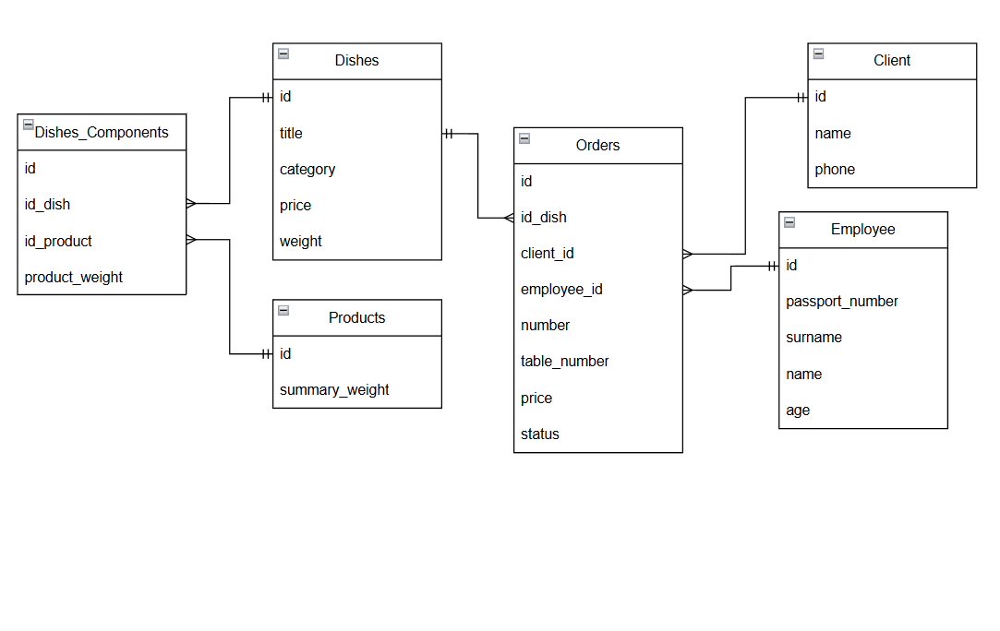 Dishes_Components
id
id_dish
id_product
product_weight
Dishes
id
title
category
price
weight
Products
id
summary_weight
Orders
id
id_dish
client_id
employee_id
number
table_number
price
status
Client
id
name
phone
Employee
id
passport_number
surname
name
age